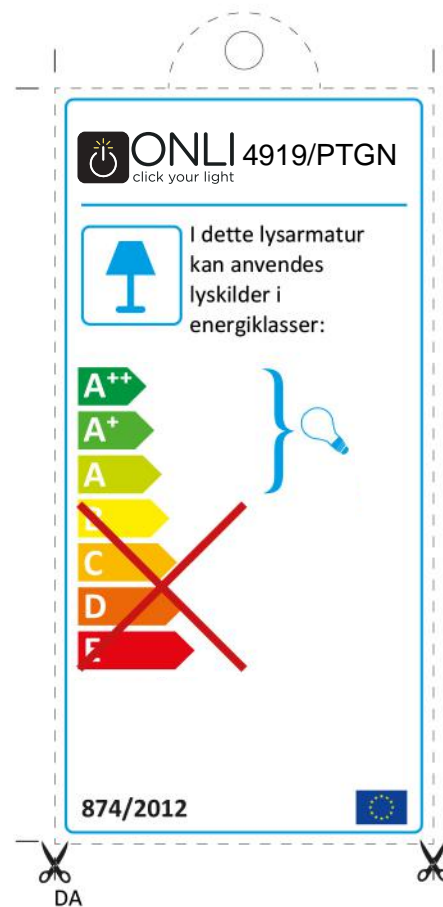 ONLI 4919/PTGN
click your light
I dette lysarmatur
kan anvendes
lyskilder i
energiklasser:
A++
A+
A
B
C
D
E
874/2012
DA